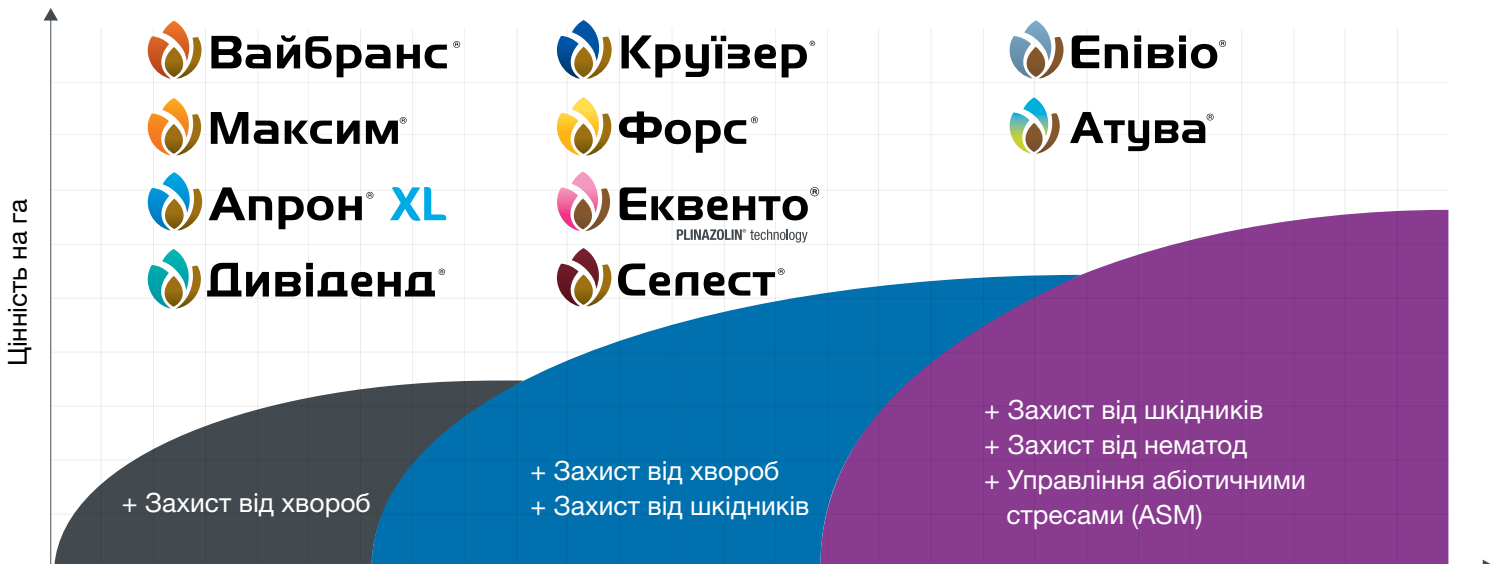 Цінність на га
Вайбранс®
Максим®
Апрон® XL
Дивіденд®
Круїзер®
Форс®
Еквенто®
PLINAZOLIN® technology
Селест®
Епівіо®
Атува®
+ Захист від хвороб
+ Захист від хвороб
+ Захист від шкідників
+ Захист від шкідників
+ Захист від нематод
+ Управління абіотичними
стресами (ASM)